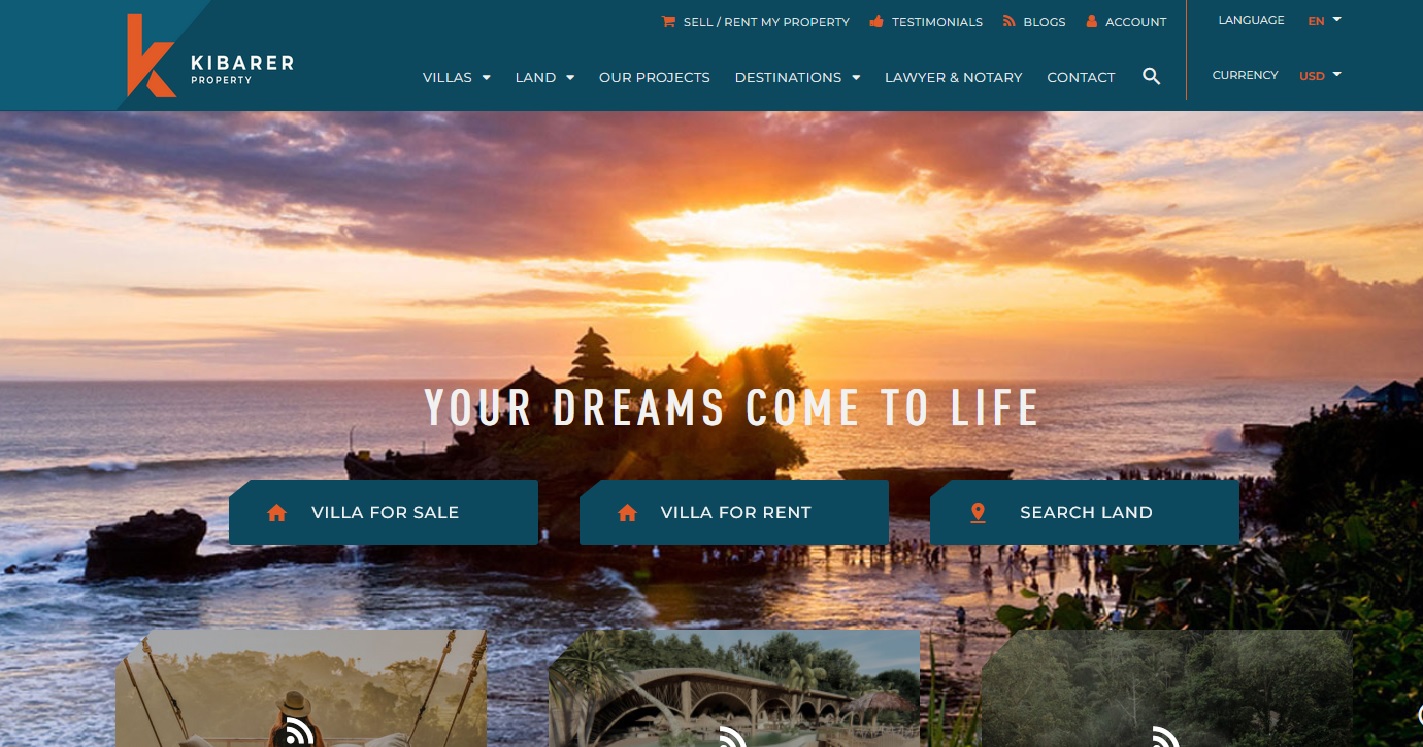 SELL / RENT MY PROPERTY TESTIMONIALS BLOGS ACCOUNT LANGUAGE EN
KIBARER
PROPERTY
VILLAS LAND OUR PROJECTS DESTINATIONS LAWYER & NOTARY CONTACT CURRENCY USD
YOUR DREAMS COME TO LIFE
VILLA FOR SALE VILLA FOR RENT SEARCH LAND